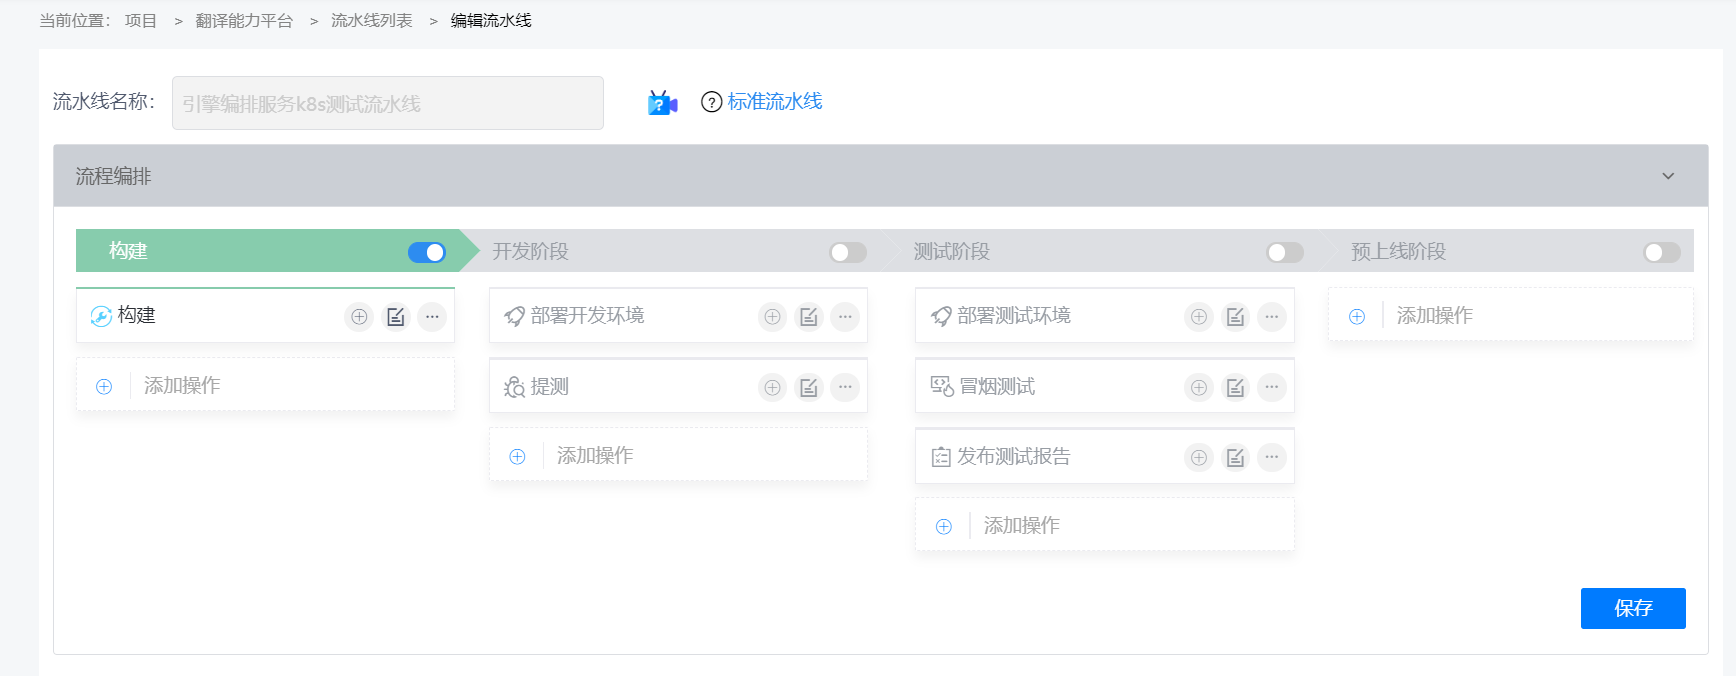 当前位置： 项目 > 翻译能力平台 > 流水线列表 > 编辑流水线
流水线名称： 引擎编排服务k8s测试流水线 标准流水线
流程编排
构建 开发阶段 测试阶段 预上线阶段
构建 部署开发环境 部署测试环境 添加操作
添加操作 提测 冒烟测试
添加操作 发布测试报告
添加操作
保存